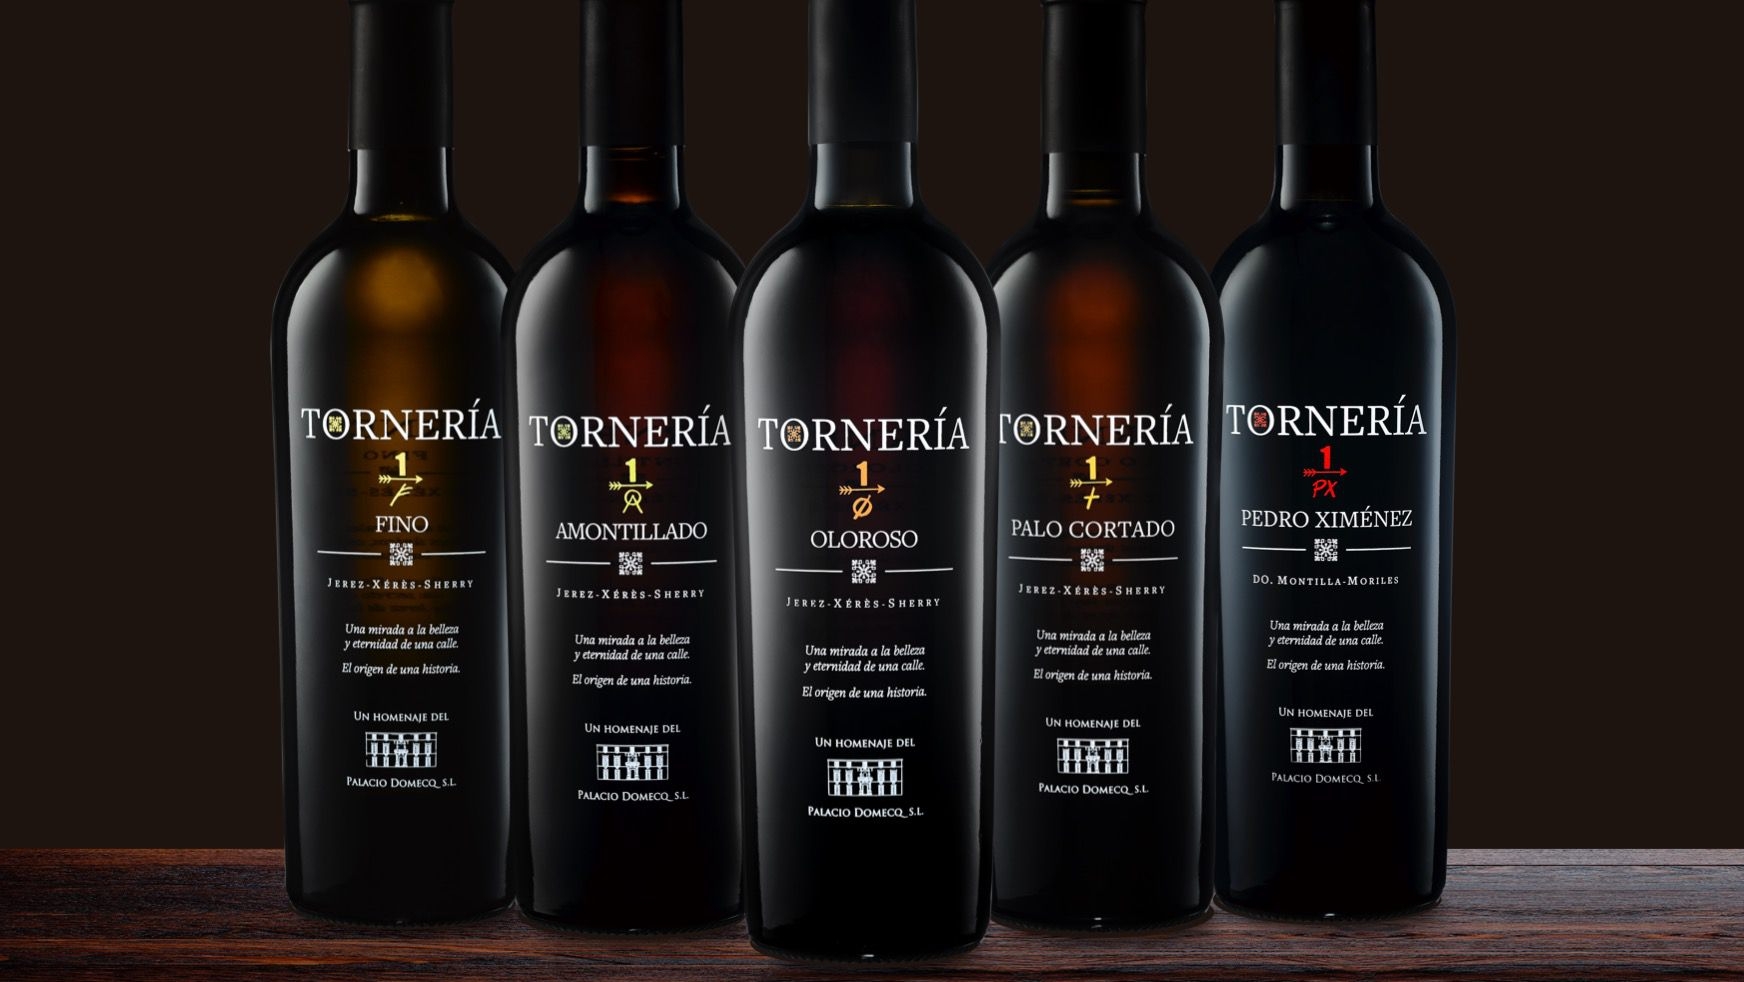 TORNERÍA
1
F
FINO
JEREZ-XÉRÈS-SHERRY
Una mirada a la belleza
y eternidad de una calle.
El origen de una historia.
UN HOMENAJE DEL
PALACIO DOMECQ S.L.
TORNERÍA
1
A
AMONTILLADO
JEREZ-XÉRÈS-SHERRY
Una mirada a la belleza
y eternidad de una calle.
El origen de una historia.
UN HOMENAJE DEL
PALACIO DOMECQ S.L.
TORNERÍA
1
Ø
OLOROSO
JEREZ-XÉRÈS-SHERRY
Una mirada a la belleza
y eternidad de una calle.
El origen de una historia.
UN HOMENAJE DEL
PALACIO DOMECQ S.L.
TORNERÍA
1
PALO CORTADO
JEREZ-XÉRÈS-SHERRY
Una mirada a la belleza
y eternidad de una calle.
El origen de una historia.
UN HOMENAJE DEL
PALACIO DOMECQ S.L.
TORNERÍA
1
PX
PEDRO XIMÉNEZ
DO. MONTILLA-MORILES
Una mirada a la belleza
y eternidad de una calle.
El origen de una historia.
UN HOMENAJE DEL
PALACIO DOMECQ S.L.